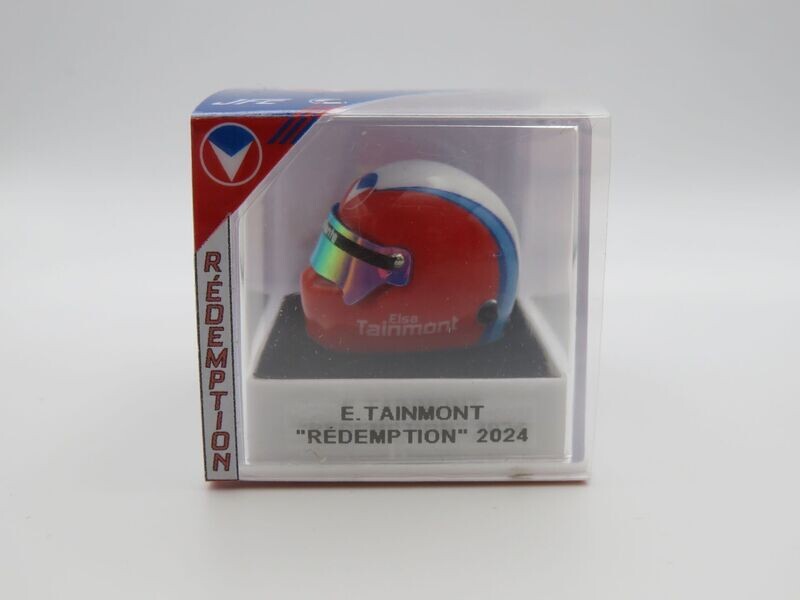 RÉDEMPTION
Elsa
Tainmont
E.TAINMONT
"RÉDEMPTION" 2024